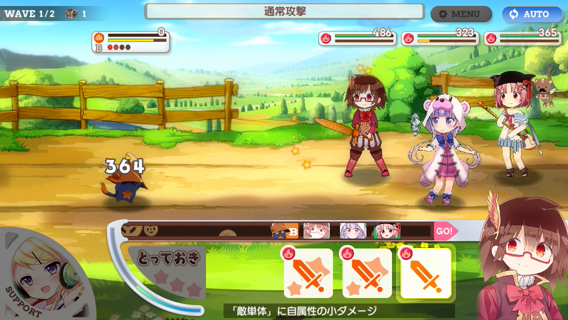 WAVE 1/2 1
通常攻撃
MENU
AUTO
0
B
486
323
365
364
B
GO!
とっておき
SUPPORT
「敵単体」に自属性の小ダメージ